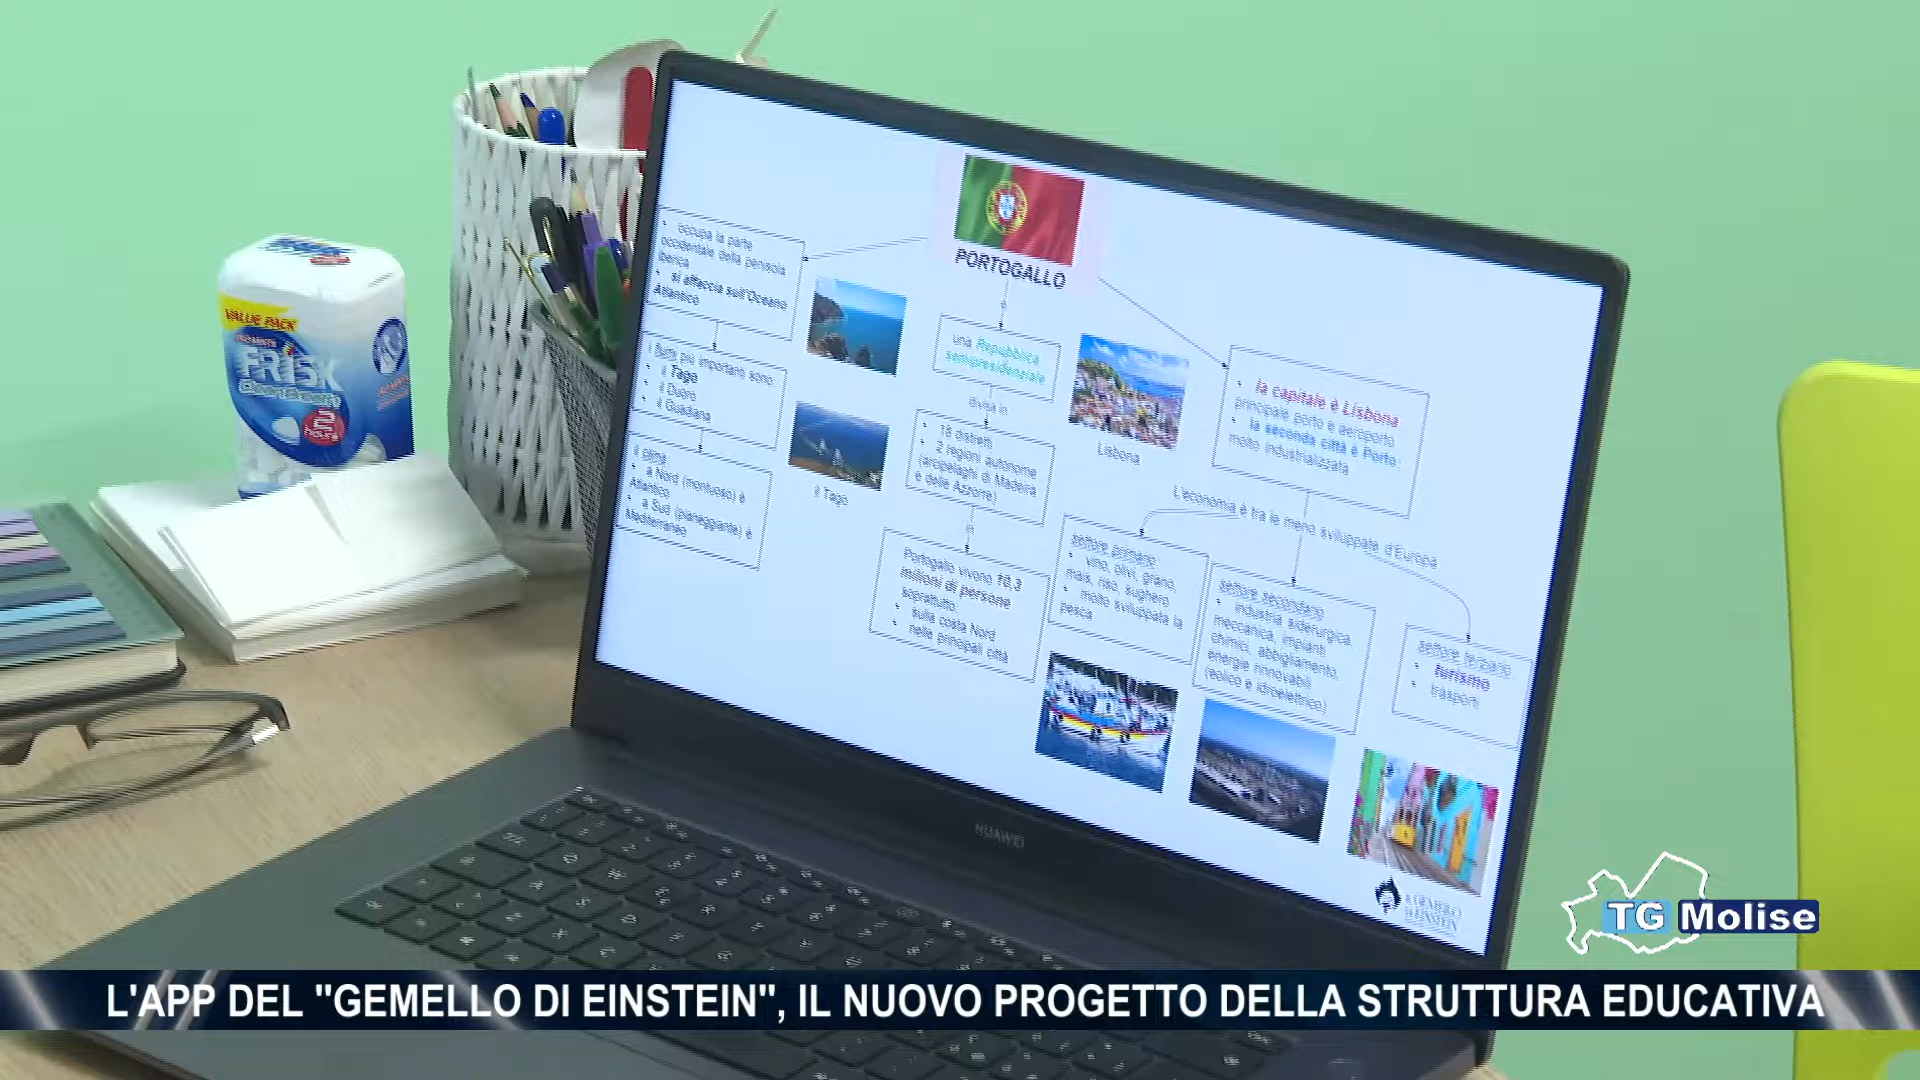 VALUE PACK
FRISK
PORTOGALLO
occupa la parte
occidentale della penisola
iberica
si affaccia sull'Oceano
Atlantico
i fiumi più importanti sono:
il Tago
il Duero
il Guadiana
il clima
a Nord (montuoso) è
Atlantico
a Sud (pianeggiante) è
Mediterraneo
il Tago
è
una Repubblica
semipresidenziale
divisa in
18 distretti
2 regioni autonome
(arcipelaghi di Madeira
e delle Azzorre)
in
Portogallo vivono 10,3
milioni di persone
soprattutto
sulla costa Nord
nelle principali città
Lisbona
la capitale è Lisbona
principale porto e aeroporto
la seconda città è Porto
molto industrializzata
L'economia è tra le meno sviluppate d'Europa
settore primario
vino, olivi, grano,
mais, riso, sughero
molto sviluppata la
pesca
settore secondario
industria siderurgica,
meccanica, impianti
chimici, abbigliamento,
energie rinnovabili
(eolico e idroelettrico)
settore terziario
turismo
trasporti
HUAWEI
TG Molise
L'APP DEL "GEMELLO DI EINSTEIN", IL NUOVO PROGETTO DELLA STRUTTURA EDUCATIVA